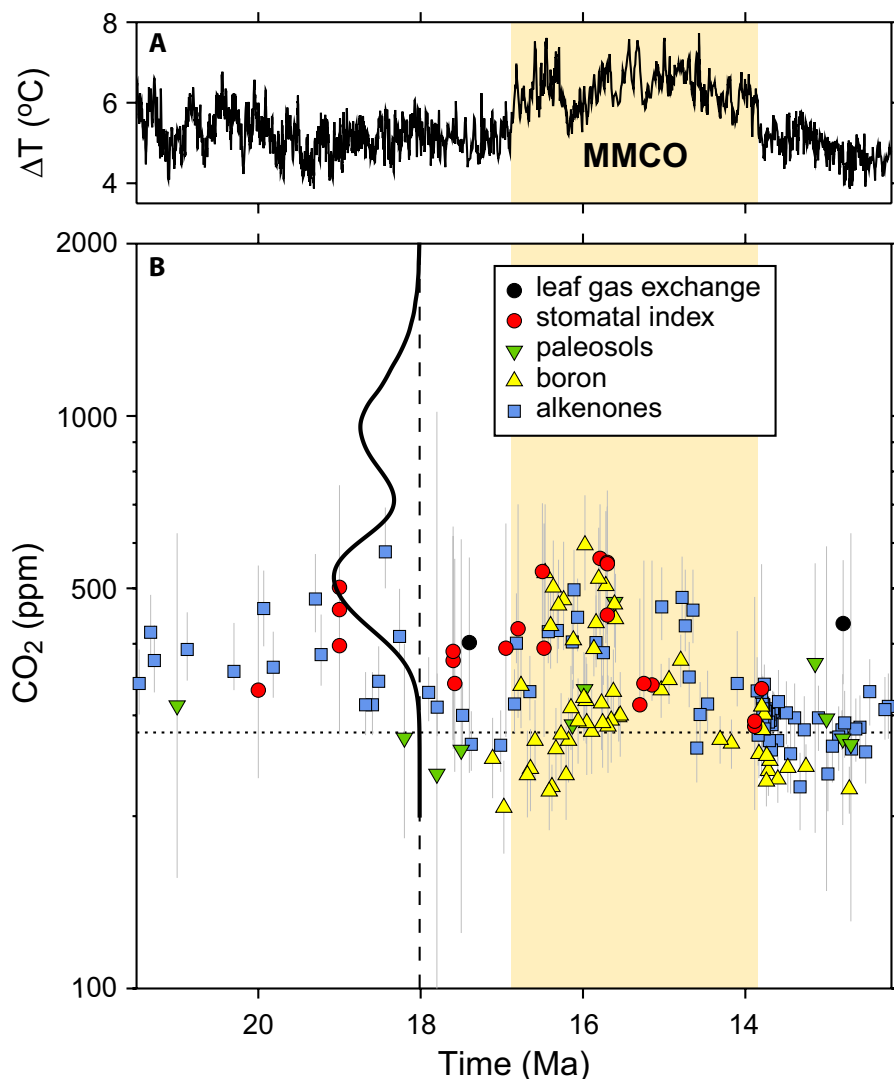 A
8
6
4
ΔT (ºC)
MMCO
B
2000
1000
500
100
CO2 (ppm)
leaf gas exchange
stomatal index
paleosols
boron
alkenones
20
18
16
14
Time (Ma)